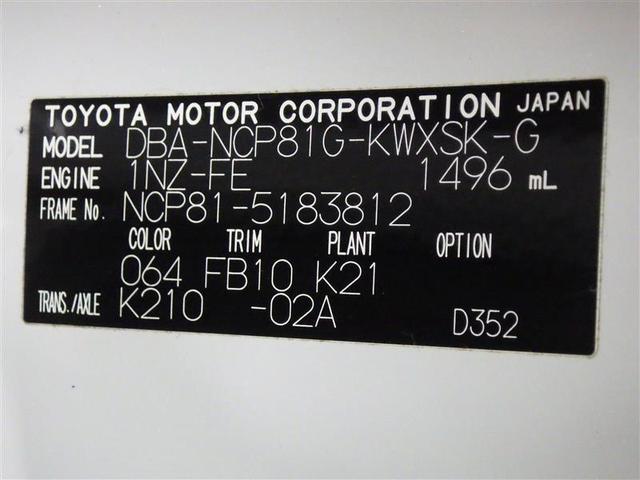 TOYOTA MOTOR CORPORATION JAPAN
MODEL DBA-NCP81G-KWXSK-G
ENGINE 1NZ-FE 1496 mL
FRAME No. NCP81-5183812
COLOR TRIM PLANT OPTION
064 FB10 K21
TRANS./AXLE K210 -02A D352